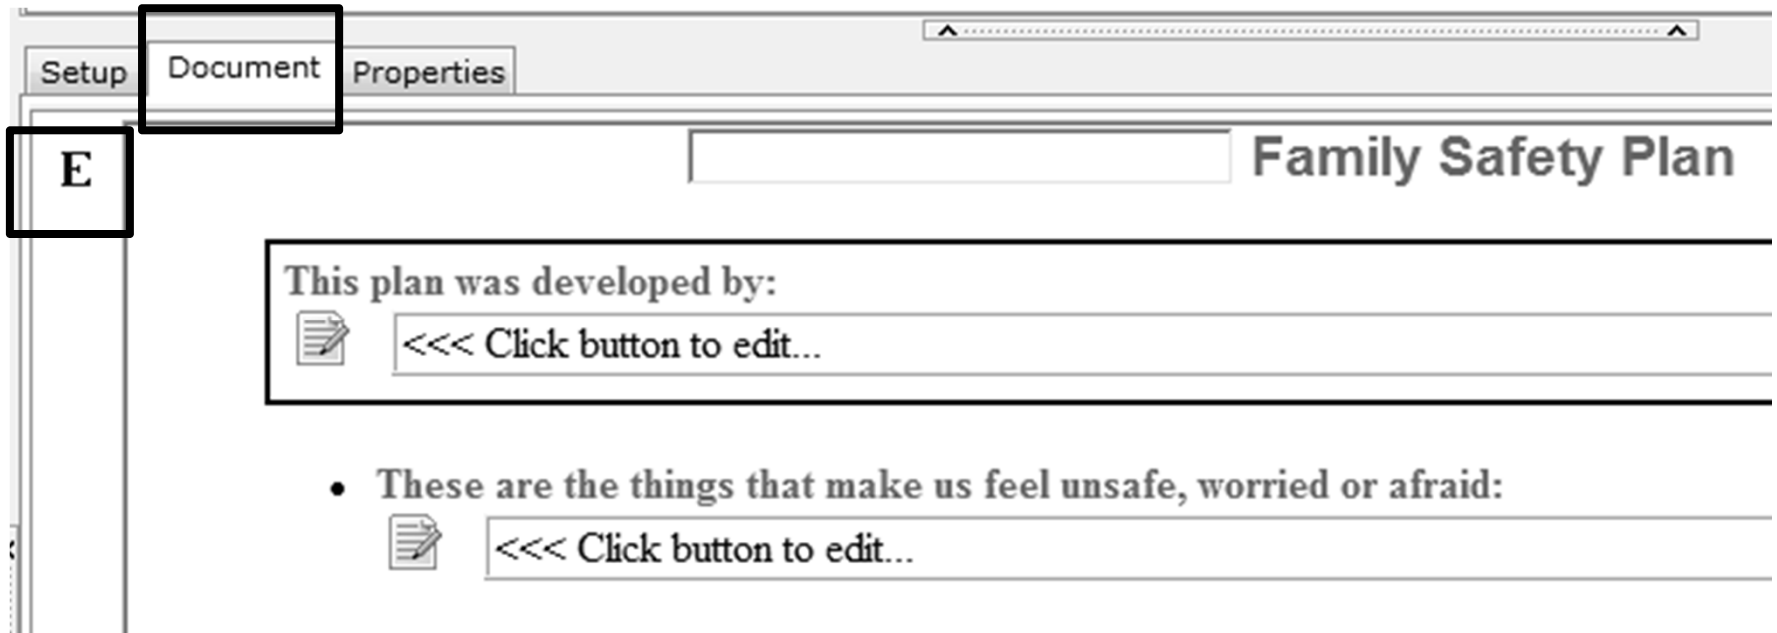 Setup Document Properties
E
Family Safety Plan
This plan was developed by:
<<< Click button to edit...
• These are the things that make us feel unsafe, worried or afraid:
<<< Click button to edit...